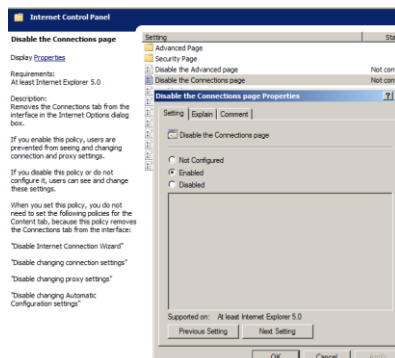 Internet Control Panel
Disable the Connections page
Display Properties
Requirements:
At least Internet Explorer 5.0
Description:
Removes the Connections tab from the
interface in the Internet Options dialog
box.
If you enable this policy, users are
prevented from seeing and changing
connection and proxy settings.
If you disable this policy or do not
configure it, users can see and change
these settings.
When you set this policy, you do not
need to set the following policies for the
Content tab, because this policy removes
the Connections tab from the interface:
"Disable Internet Connection Wizard"
"Disable changing connection settings"
"Disable changing proxy settings"
"Disable changing Automatic
Configuration settings"
Setting Sta
Advanced Page
Security Page
Disable the Advanced page Not con
Disable the Connections page Not con
Disable the Connections page Properties ?
Setting Explain Comment
Disable the Connections page
Not Configured
Enabled
Disabled
Supported on: At least Internet Explorer 5.0
Previous Setting Next Setting
OK Cancel Apply